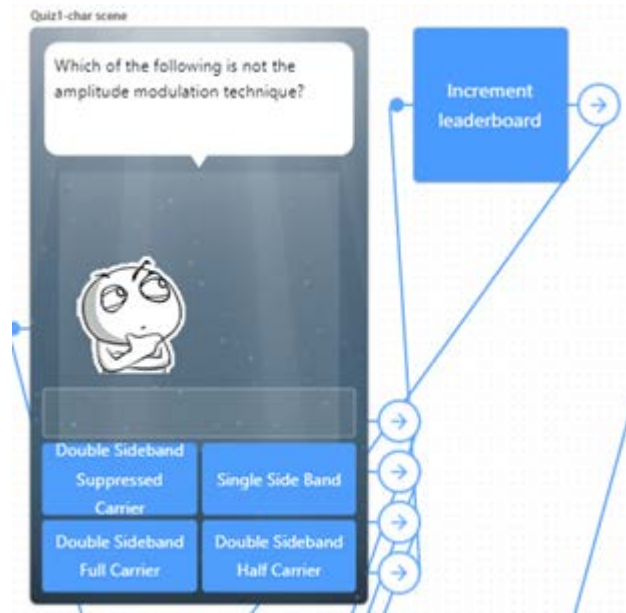 Quiz1-char scene
Which of the following is not the
amplitude modulation technique?
Increment
leaderboard
Double Sideband
Suppressed
Carrier
Single Side Band
Double Sideband
Full Carrier
Double Sideband
Half Carrier